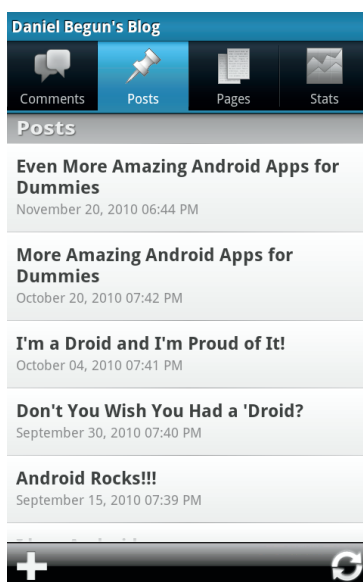 Daniel Begun's Blog
Comments
Posts
Pages
Stats
Posts
Even More Amazing Android Apps for
Dummies
November 20, 2010 06:44 PM
More Amazing Android Apps for
Dummies
October 20, 2010 07:42 PM
I'm a Droid and I'm Proud of It!
October 04, 2010 07:41 PM
Don't You Wish You Had a 'Droid?
September 30, 2010 07:40 PM
Android Rocks!!!
September 15, 2010 07:39 PM